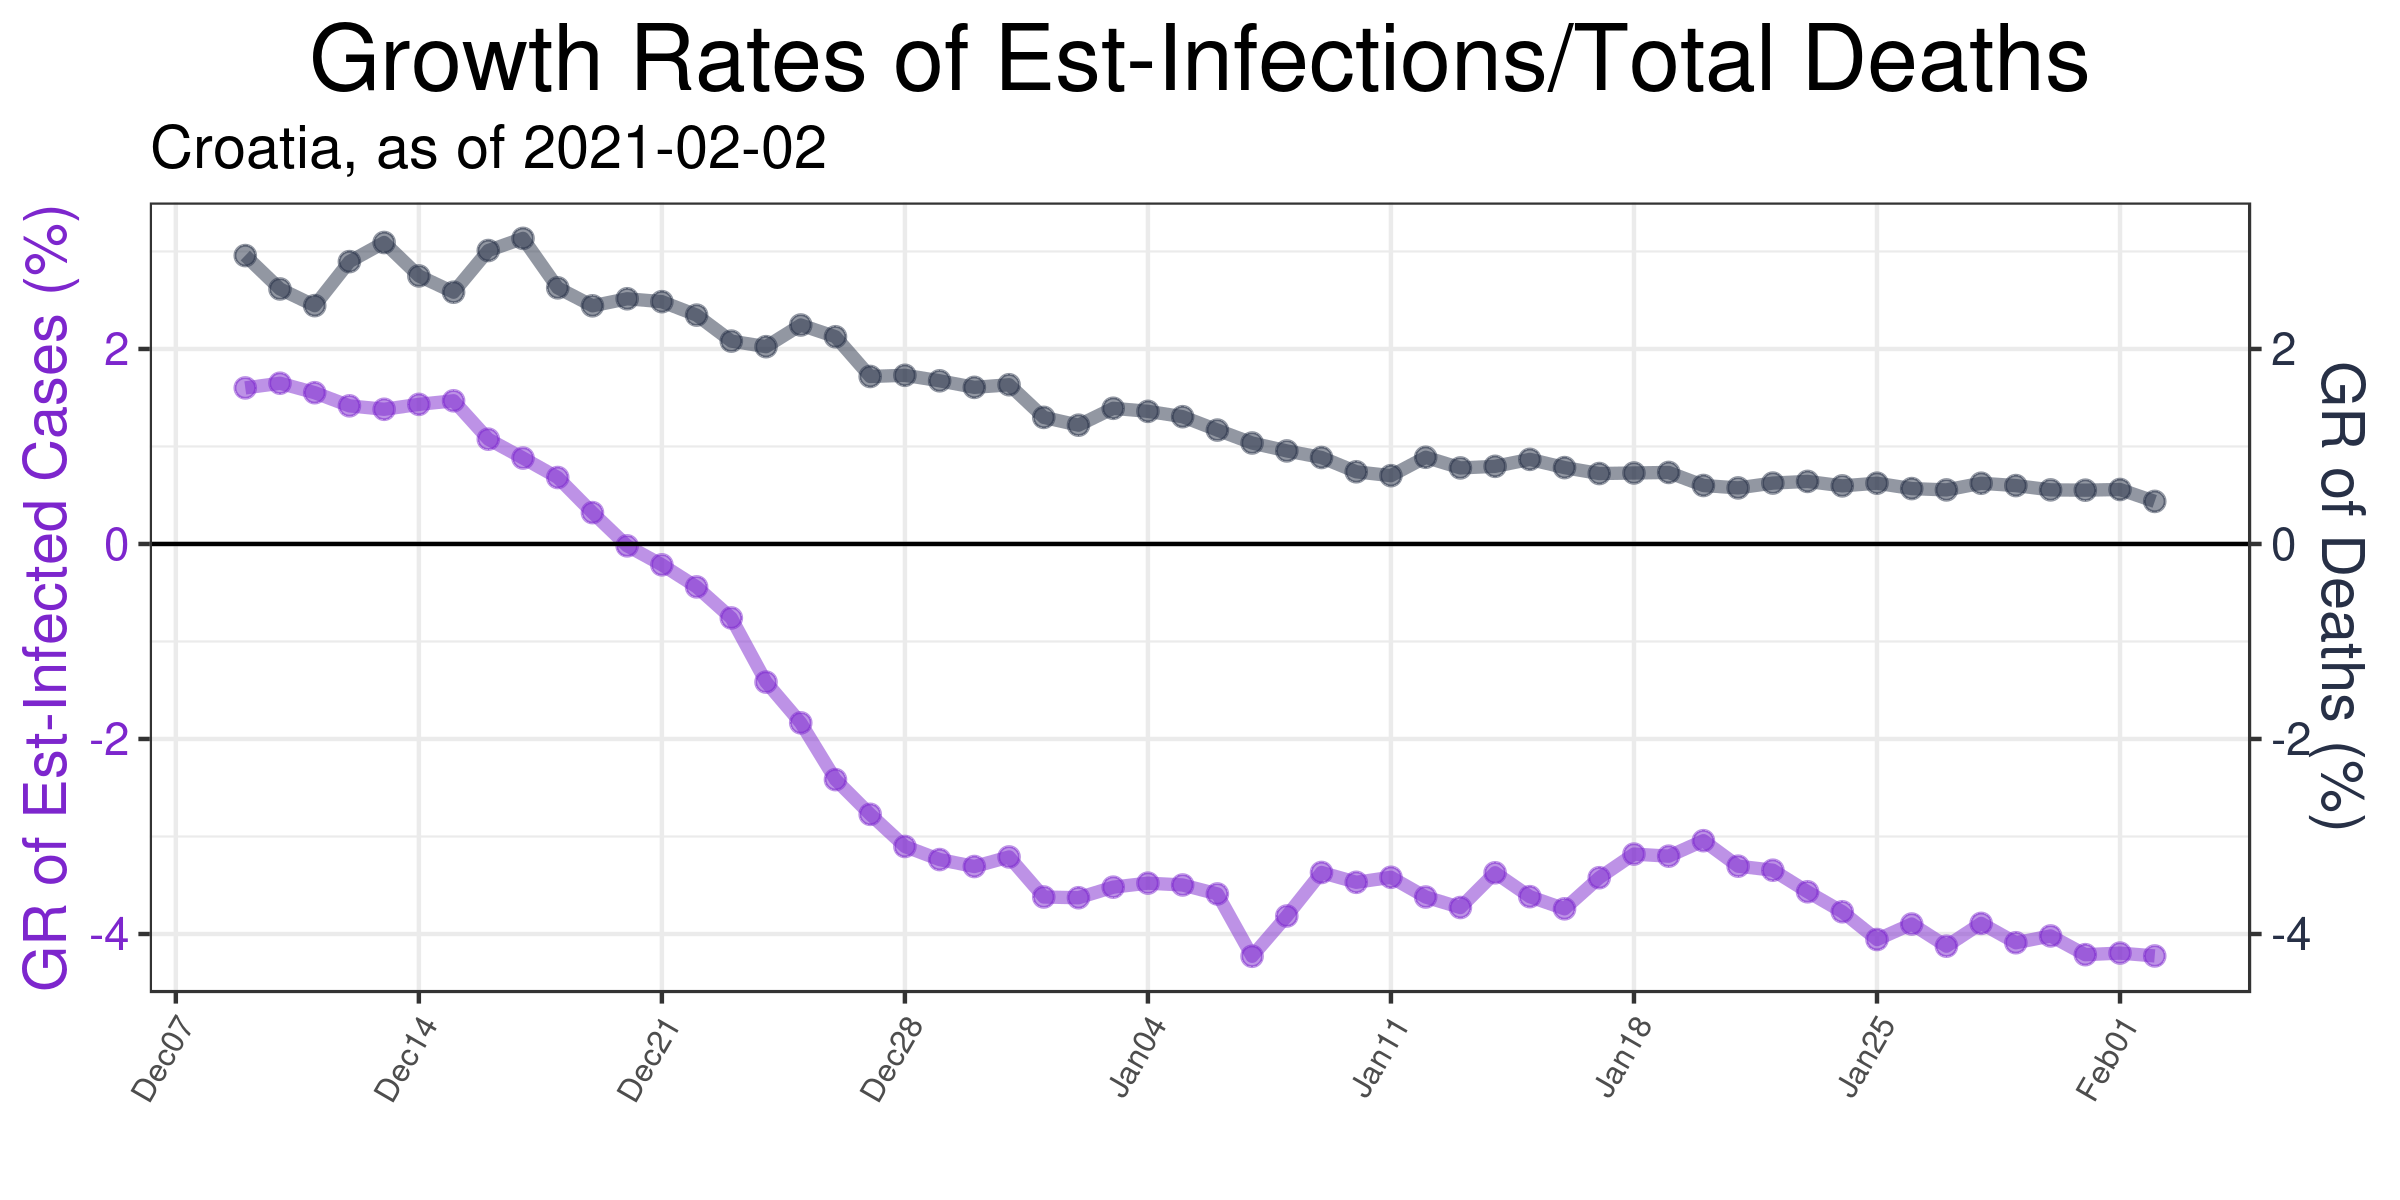 Growth Rates of Est-Infections/Total Deaths
Croatia, as of 2021-02-02
GR of Est-Infected Cases (%)
2
0
-2
-4
2
0
-2
-4
GR of Deaths (%)
Dec07
Dec14
Dec21
Dec28
Jan04
Jan11
Jan18
Jan25
Feb01